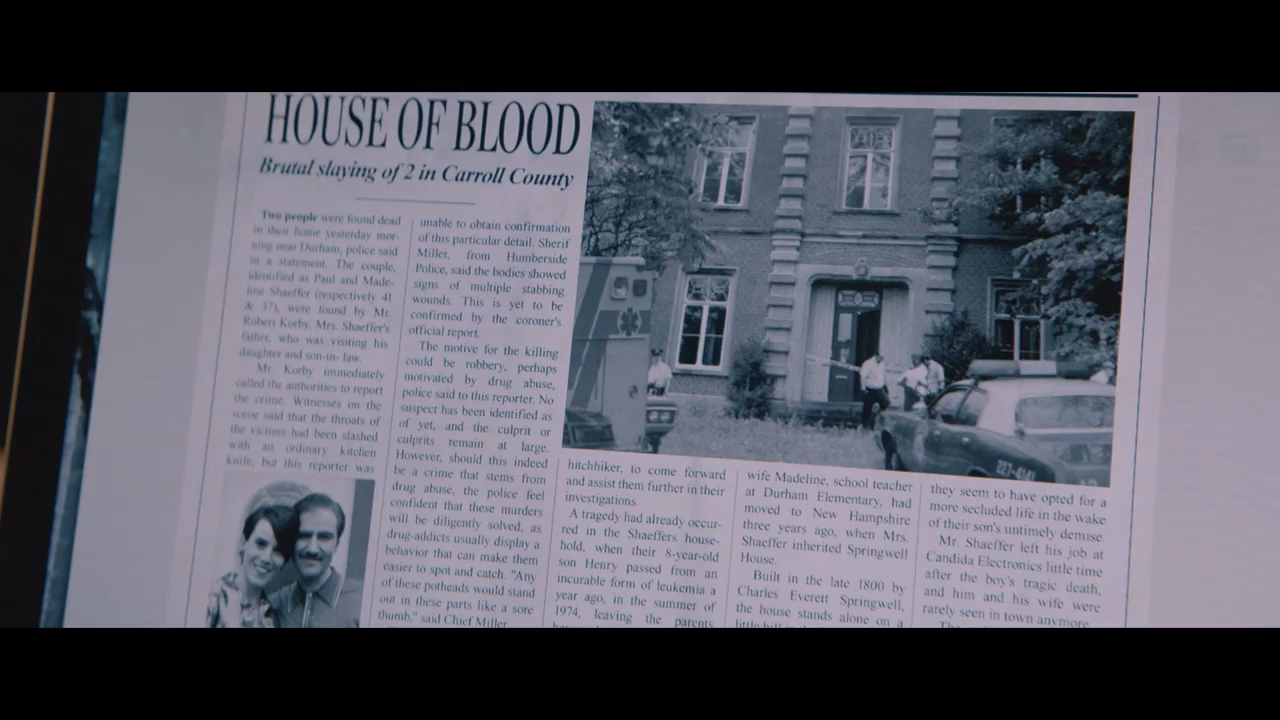 HOUSE OF BLOOD
Brutal slaying of 2 in Carroll County
Two people were found dead
in their home yesterday mor-
ning near Durham, police said
in a statement. The couple,
identified as Paul and Made-
line Shaeffer (respectively 41
& 37), were found by Mr.
Robert Korby, Mrs. Shaeffer's
father, who was visiting his
daughter and son-in- law.
Mr Korby immediately
called the authorities to report
the crime. Witnesses on the
scene said that the throats of
the victims had been slashed
with an ordinary kitchen
knife, but this reporter was
unable to obtain confirmation
of this particular detail. Sherif
Miller, from Humberside
Police, said the bodies showed
signs of multiple stabbing
wounds. This is yet to be
confirmed by the coroner's
official report.
The motive for the killing
could be robbery, perhaps
motivated by drug abuse,
police said to this reporter. No
suspect has been identified as
of yet, and the culprit or
culprits remain at large.
However, should this indeed
be a crime that stems from
drug abuse, the police feel
confident that these murders
will be diligently solved, as
drug-addicts usually display a
behavior that can make them
easier to spot and catch. "Any
of these potheads would stand
out in these parts like a sore
thumb," said Chief Miller.
hitchhiker, to come forward
and assist them further in their
investigations.
A tragedy had already occur-
red in the Shaeffers house-
hold, when their 8-year-old
son Henry passed from an
incurable form of leukemia a
year ago, in the summer of
1974, leaving the parents
wife Madeline, school teacher
at Durham Elementary, had
moved to New Hampshire
three years ago, when Mrs.
Shaeffer inherited Springwell
House.
Built in the late 1800 by
Charles Everett Springwell,
the house stands alone on a
little hill
they seem to have opted for a
more secluded life in the wake
of their son's untimely demise.
Mr. Shaeffer left his job at
Candida Electronics little time
after the boy's tragic death,
and him and his wife were
rarely seen in town anymore